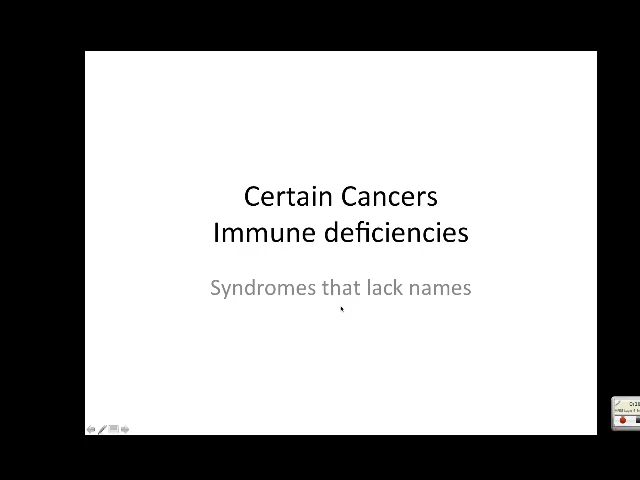 Certain Cancers
Immune deficiencies
Syndromes that lack names